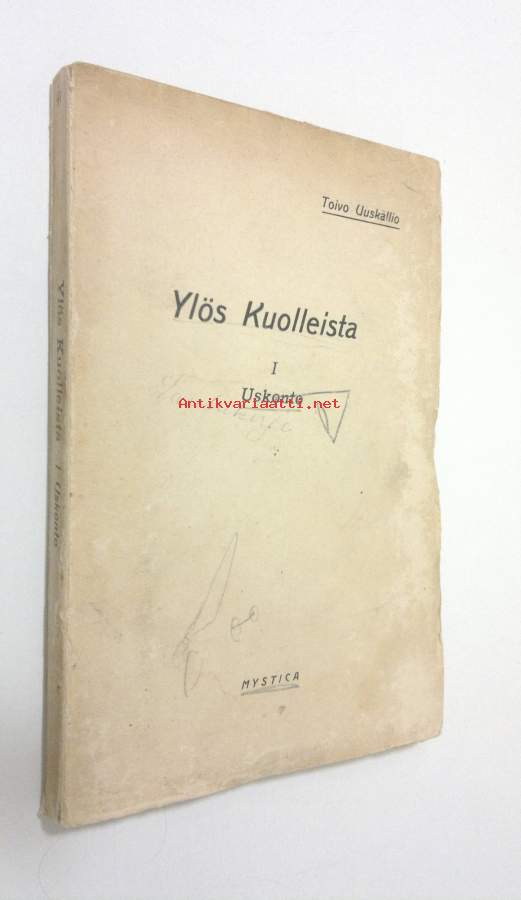 Toivo Uuskallio
Ylös Kuolleista
I
Uskonto
Antikvariaatti.net
MYSTICA
Ylös Kuolleista I Uskonto